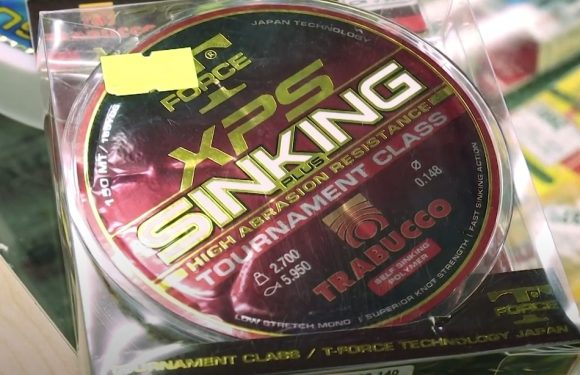 JAPAN TECHNOLOGY
T
FORCE
XPS
SINKING
PLUS
HIGH ABRASION RESISTANCE
TOURNAMENT CLASS
150 MT
Ø
0.148
2.700
5.950
TRABUCCO
SELF SINKING
POLYMER
LOW STRETCH MONO | SUPERIOR KNOT STRENGTH | FAST SINKING ACTION
T
FORCE
TOURNAMENT CLASS / T-FORCE TECHNOLOGY JAPAN